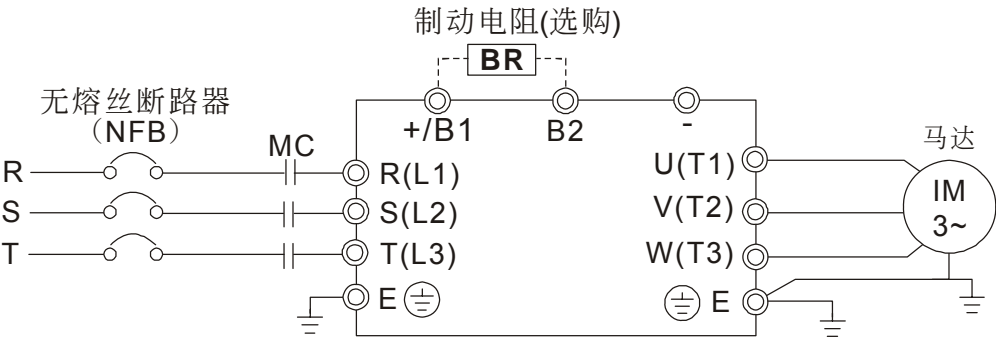 制动电阻(选购)
BR
无熔丝断路器
（NFB）
MC
+/B1
B2
-
马达
R
R(L1)
U(T1)
IM
3~
S
S(L2)
V(T2)
T
T(L3)
W(T3)
E
E